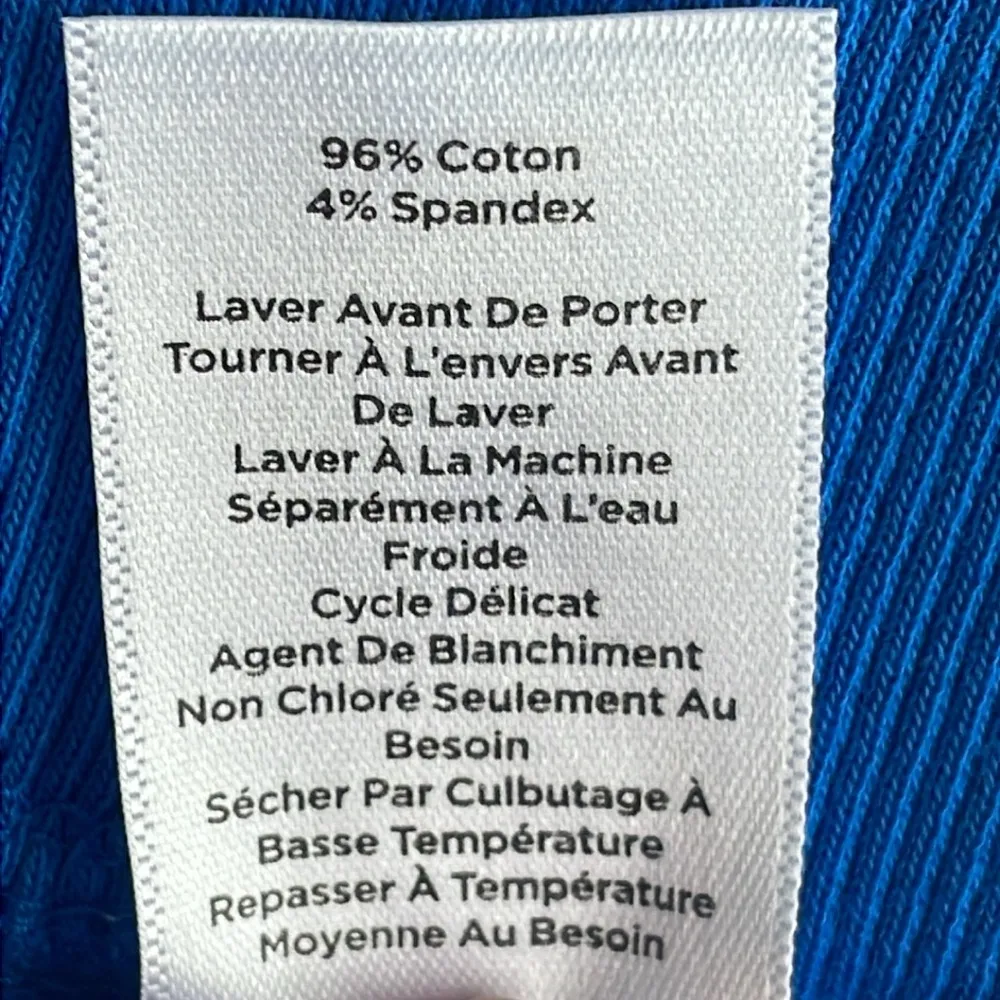 96% Coton
4% Spandex
Laver Avant De Porter
Tourner À L'envers Avant
De Laver
Laver À La Machine
Séparément À L'eau
Froide
Cycle Délicat
Agent De Blanchiment
Non Chloré Seulement Au
Besoin
Sécher Par Culbutage À
Basse Température
Repasser À Température
Moyenne Au Besoin